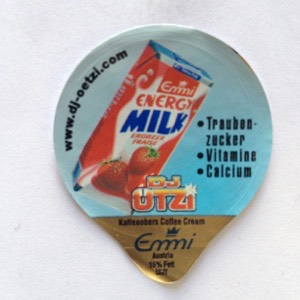 www.dj-oetzi.com
Emmi
ENERGY
MILK
ERDBEER
FRAISE
• Trauben-
zucker
• Vitamine
• Calcium
DJ
ÖTZI
Kaffeeobers Coffee Cream
Emmi
Austria
15% Fett